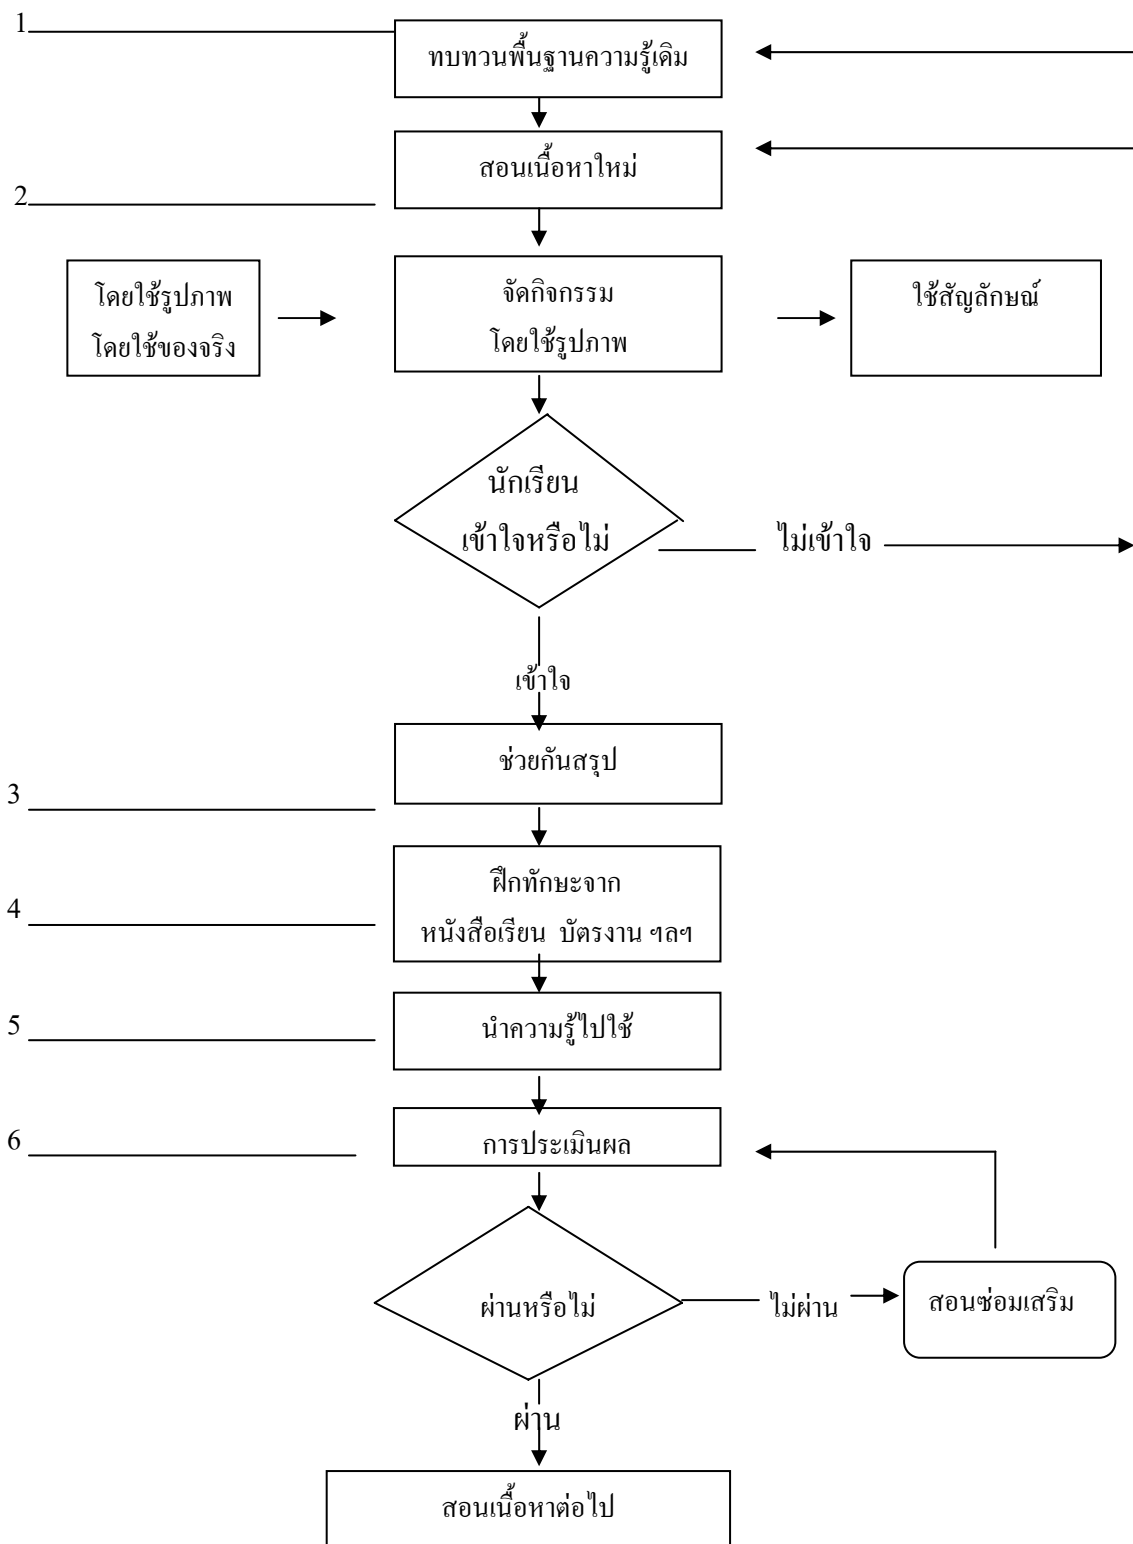 1
ทบทวนพื้นฐานความรู้เดิม
สอนเนื้อหาใหม่
2
โดยใช้รูปภาพ
โดยใช้ของจริง
จัดกิจกรรม
โดยใช้รูปภาพ
ใช้สัญลักษณ์
นักเรียน
เข้าใจหรือไม่
ไม่เข้าใจ
เข้าใจ
ช่วยกันสรุป
3
ฝึกทักษะจาก
หนังสือเรียน บัตรงาน ฯลฯ
4
นำความรู้ไปใช้
5
การประเมินผล
6
ผ่านหรือไม่
ไม่ผ่าน
สอนซ่อมเสริม
ผ่าน
สอนเนื้อหาต่อไป